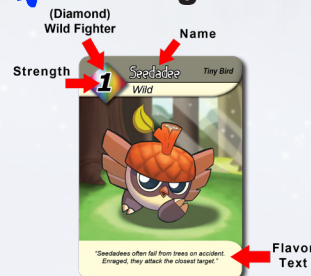 (Diamond)
Wild Fighter
Name
Strength
1
Seedadee
Tiny Bird
Wild
"Seedadees often fall from trees on accident.
Enraged, they attack the closest target."
Flavor
Text